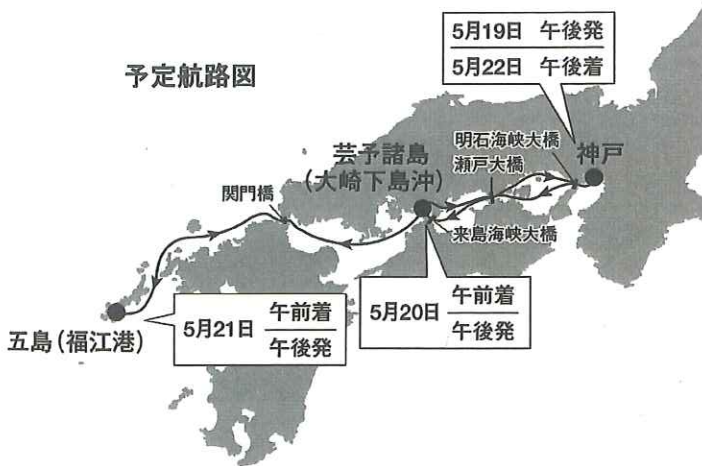 予定航路図
5月19日 午後発
5月22日 午後着
明石海峡大橋
瀬戸大橋
神戸
芸予諸島
(大崎下島沖)
関門橋
来島海峡大橋
5月20日
午前着
午後発
5月21日
午前着
午後発
五島(福江港)